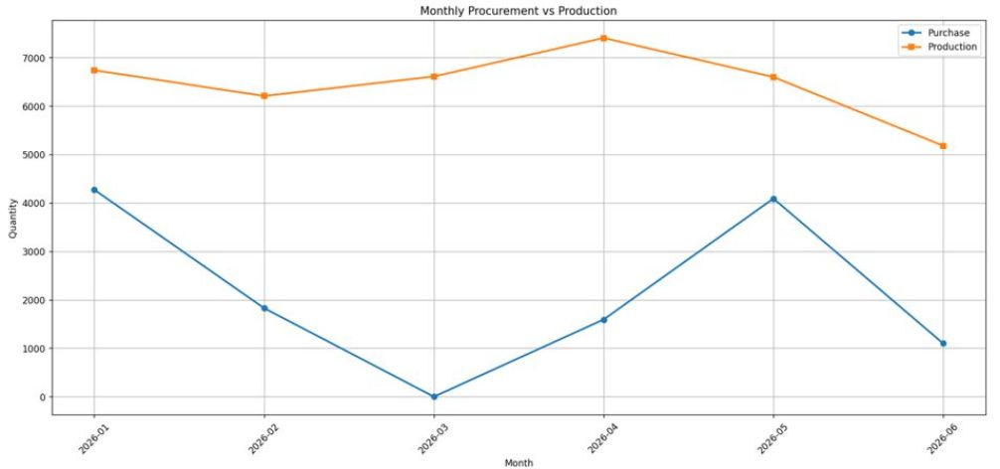 Monthly Procurement vs Production
Purchase
Production
7000
6000
5000
4000
3000
2000
1000
0
Quantity
2026-01
2026-02
2026-03
2026-04
2026-05
2026-06
Month